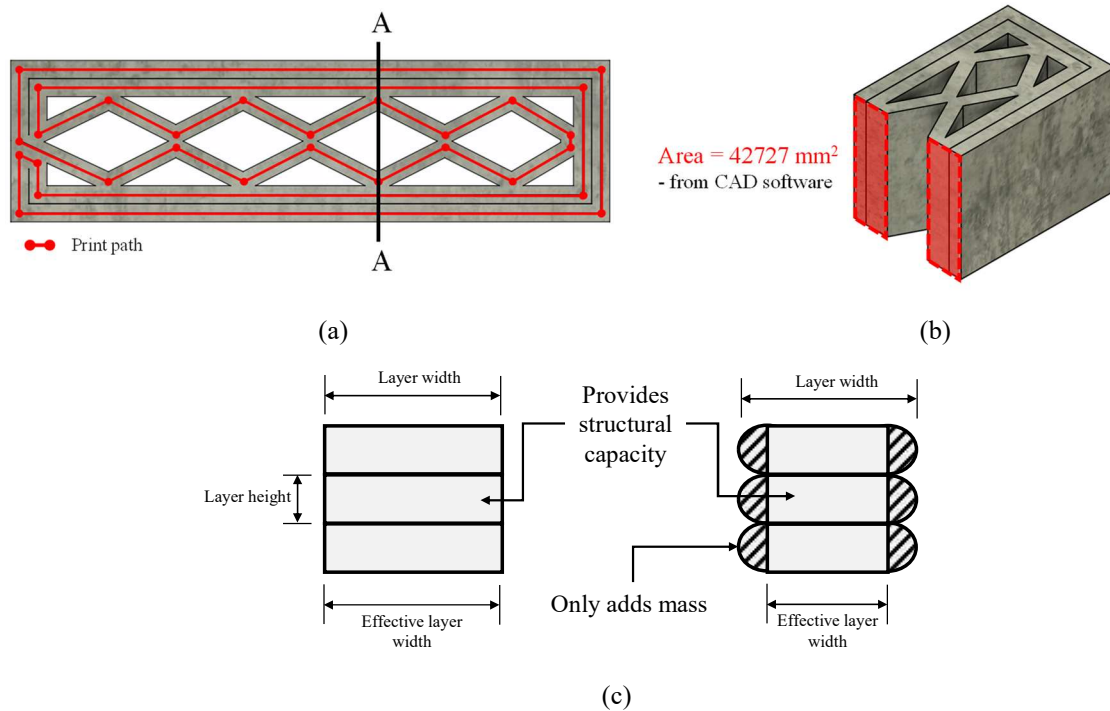 A
A
Print path
(a)
Area = 42727 mm²
- from CAD software
(b)
Layer width
Layer height
Effective layer
width
Provides
structural
capacity
Only adds mass
Layer width
Effective layer
width
(c)